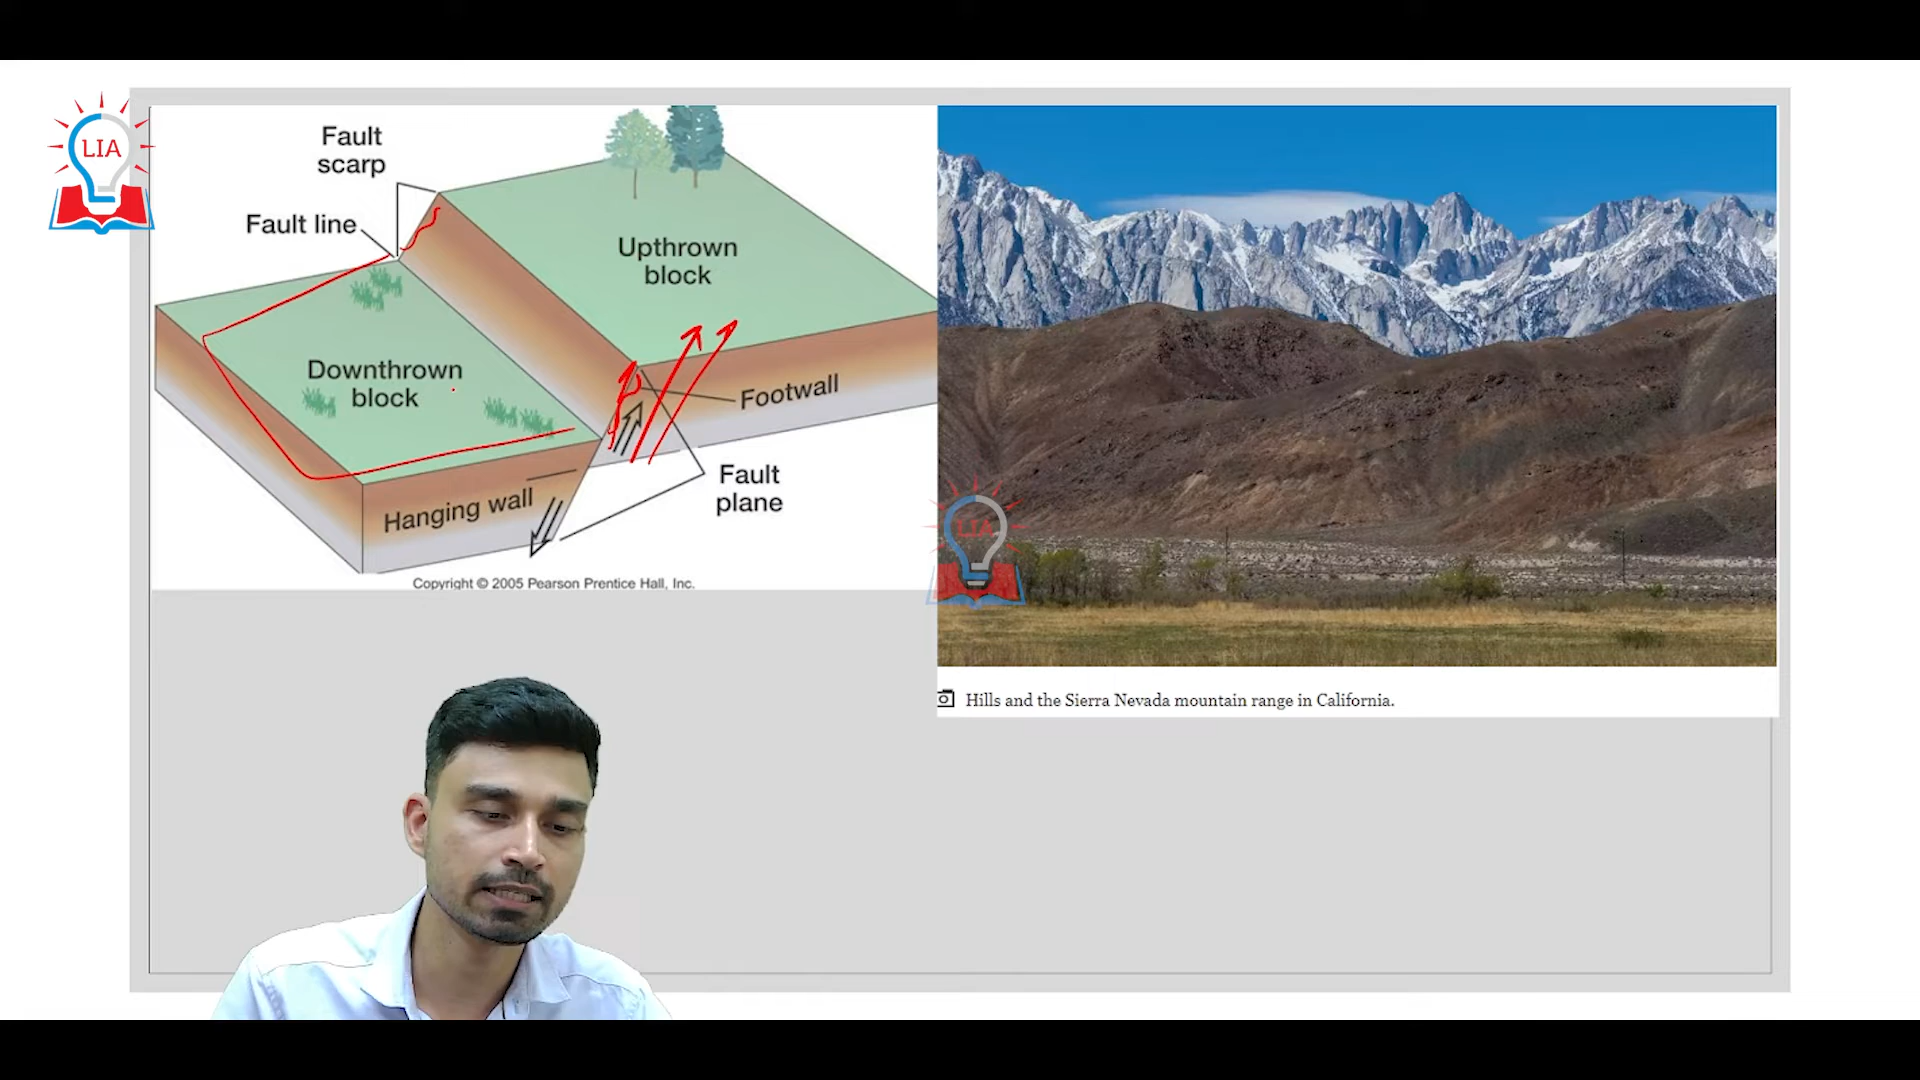 LIA
Fault
scarp
Fault line
Upthrown
block
Downthrown
block
Footwall
Fault
plane
Hanging wall
Copyright © 2005 Pearson Prentice Hall, Inc.
LIA
Hills and the Sierra Nevada mountain range in California.